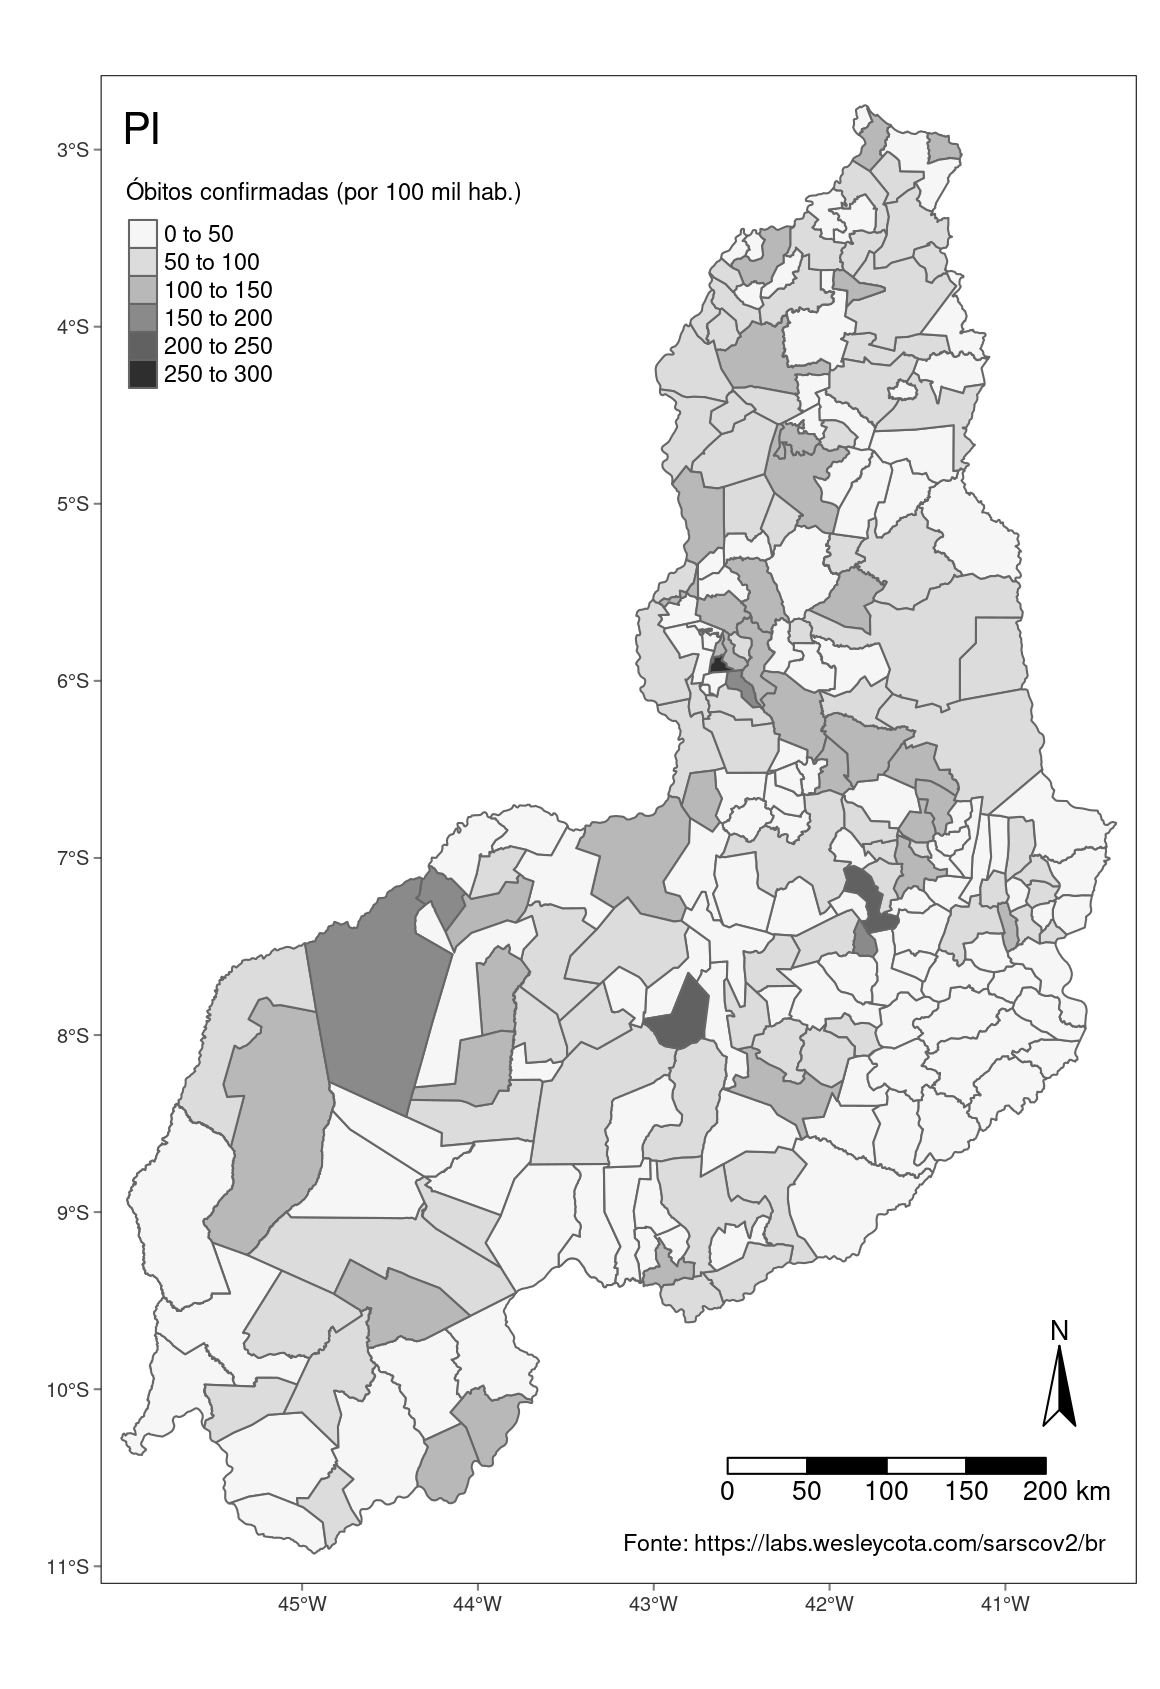 PI
Óbitos confirmadas (por 100 mil hab.)
0 to 50
50 to 100
100 to 150
150 to 200
200 to 250
250 to 300
3°S
4°S
5°S
6°S
7°S
8°S
9°S
10°S
11°S
N
0 50 100 150 200 km
Fonte: https://labs.wesleycota.com/sarscov2/br
45°W 44°W 43°W 42°W 41°W